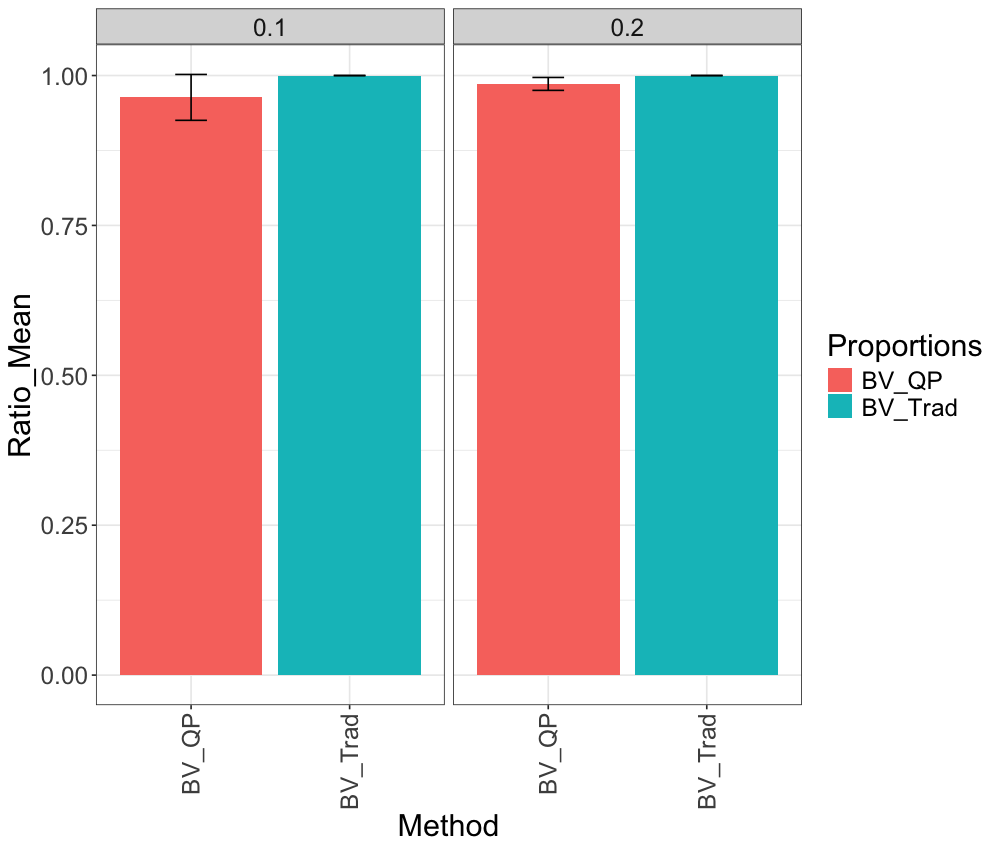 0.1
0.2
1.00
0.75
0.50
0.25
0.00
Ratio_Mean
BV_QP
BV_Trad
BV_QP
BV_Trad
Method
Proportions
BV_QP
BV_Trad